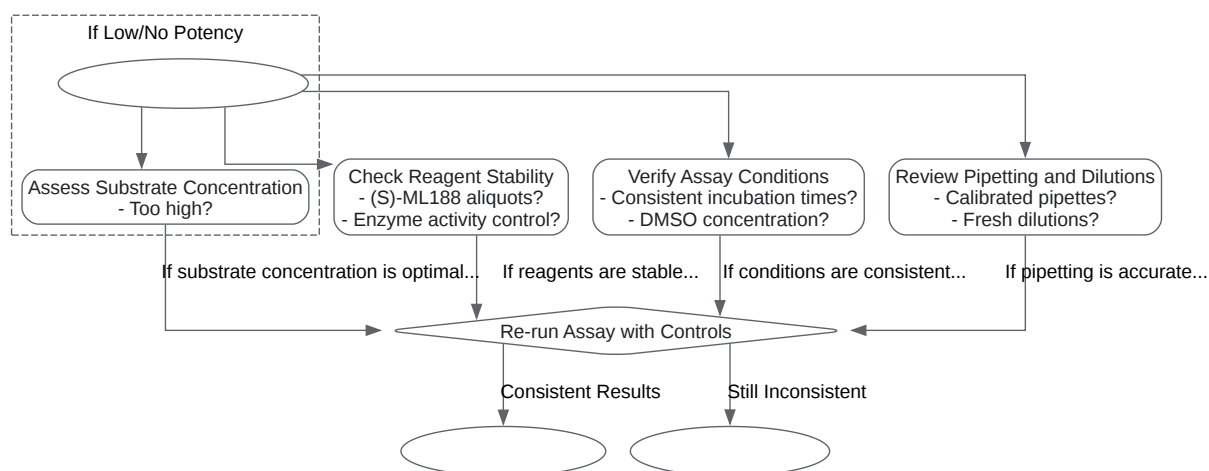 If Low/No Potency
Assess Substrate Concentration
- Too high?
Check Reagent Stability
- (S)-ML188 aliquots?
- Enzyme activity control?
Verify Assay Conditions
- Consistent incubation times?
- DMSO concentration?
Review Pipetting and Dilutions
- Calibrated pipettes?
- Fresh dilutions?
If substrate concentration is optimal...
If reagents are stable...
If conditions are consistent...
If pipetting is accurate...
Re-run Assay with Controls
Consistent Results
Still Inconsistent